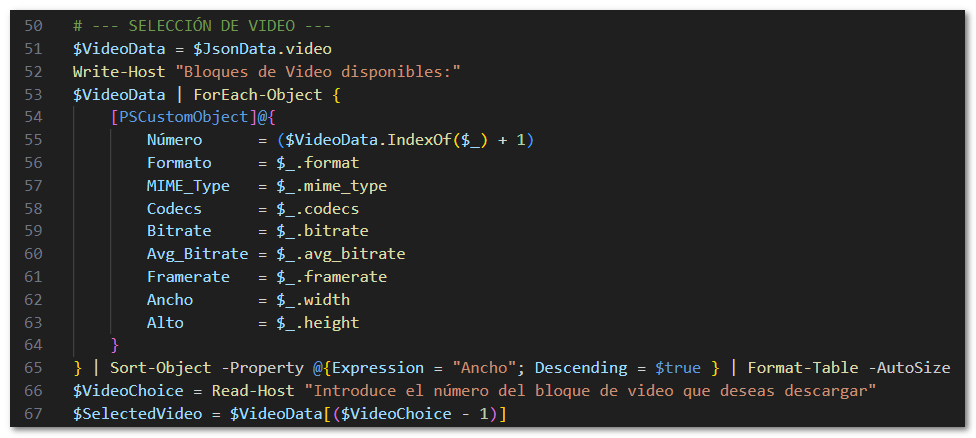 50 # --- SELECCIÓN DE VIDEO ---
51 $VideoData = $JsonData.video
52 Write-Host "Bloques de Video disponibles:"
53 $VideoData | ForEach-Object {
54     [PSCustomObject]@{
55         Número      = ($VideoData.IndexOf($_) + 1)
56         Formato     = $_.format
57         MIME_Type   = $_.mime_type
58         Codecs      = $_.codecs
59         Bitrate     = $_.bitrate
60         Avg_Bitrate = $_.avg_bitrate
61         Framerate   = $_.framerate
62         Ancho       = $_.width
63         Alto        = $_.height
64     }
65 } | Sort-Object -Property @{Expression = "Ancho"; Descending = $true } | Format-Table -AutoSize
66 $VideoChoice = Read-Host "Introduce el número del bloque de video que deseas descargar"
67 $SelectedVideo = $VideoData[($VideoChoice - 1)]